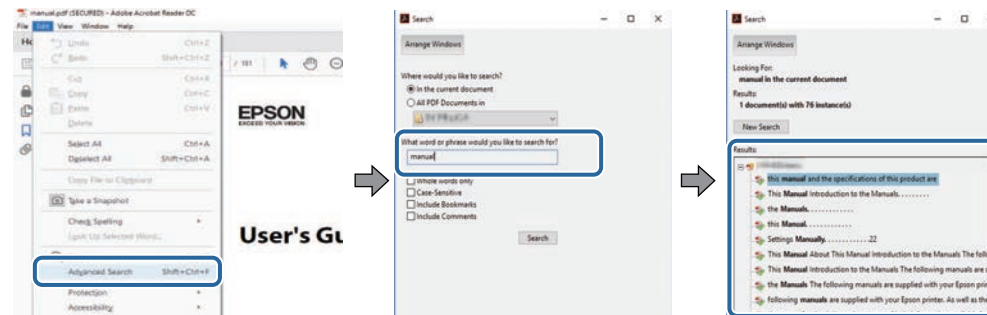 manual.pdf (SECURED) - Adobe Acrobat Reader DC
File Edit View Window Help
Undo Ctrl+Z
Redo Shift+Ctrl+Z
Cut Ctrl+X
Copy Ctrl+C
Paste Ctrl+V
Delete
Select All Ctrl+A
Deselect All Shift+Ctrl+A
Copy File to Clipboard
Take a Snapshot
Check Spelling
Look Up Selected Word...
Advanced Search Shift+Ctrl+F
Protection
Accessibility
/ 181
EPSON
EXCEED YOUR VISION
User's Gu
Search
Arrange Windows
Where would you like to search?
In the current document
All PDF Documents in
What word or phrase would you like to search for?
manual
Whole words only
Case-Sensitive
Include Bookmarks
Include Comments
Search
Search
Arrange Windows
Looking For:
manual in the current document
Results:
1 document(s) with 76 instance(s)
New Search
Results:
this manual and the specifications of this product are
This Manual Introduction to the Manuals. . . . . . . . .
the Manuals. . . . . . . . . . . . .
this Manual. . . . . . . . . . . . .
Settings Manually. . . . . . . . . . . . .22
This Manual About This Manual Introduction to the Manuals The foll
This Manual Introduction to the Manuals The following manuals are
the Manuals The following manuals are supplied with your Epson prin
following manuals are supplied with your Epson printer. As well as the